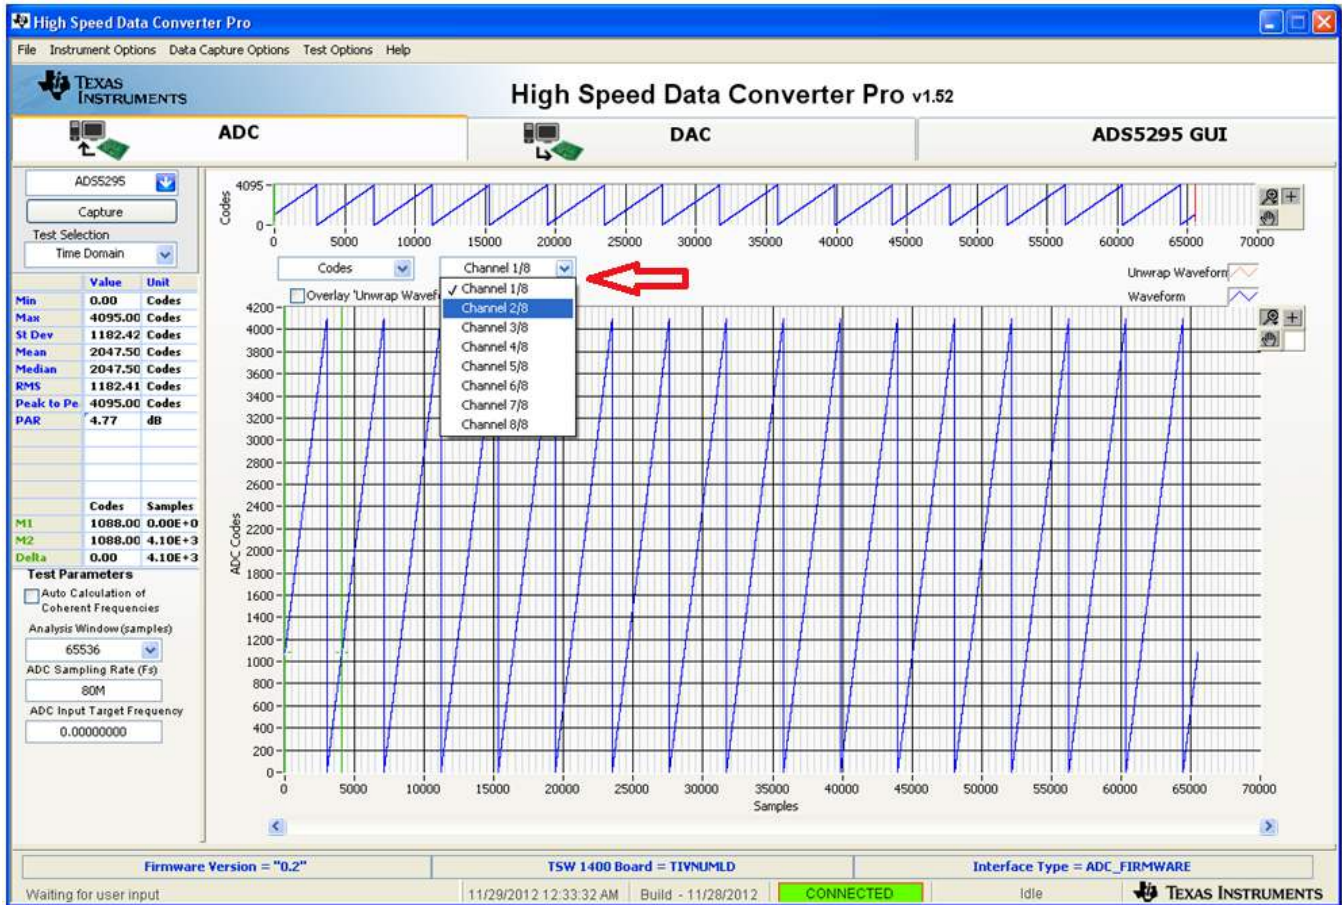 High Speed Data Converter Pro
File Instrument Options Data Capture Options Test Options Help
TEXAS INSTRUMENTS
High Speed Data Converter Pro v1.52
ADC
DAC
ADS5295 GUI
ADS5295
Capture
Test Selection
Time Domain
Value Unit
Min 0.00 Codes
Max 4095.00 Codes
St Dev 1182.42 Codes
Mean 2047.50 Codes
Median 2047.50 Codes
RMS 1182.41 Codes
Peak to Pe 4095.00 Codes
PAR 4.77 dB
Codes Samples
M1 1088.00 0.00E+0
M2 1088.00 4.10E+3
Delta 0.00 4.10E+3
Test Parameters
Auto Calculation of
Coherent Frequencies
Analysis Window (samples)
65536
ADC Sampling Rate (Fs)
80M
ADC Input Target Frequency
0.00000000
Codes
4095
0
0 5000 10000 15000 20000 25000 30000 35000 40000 45000 50000 55000 60000 65000 70000
Codes
Channel 1/8
Channel 1/8
Channel 2/8
Channel 3/8
Channel 4/8
Channel 5/8
Channel 6/8
Channel 7/8
Channel 8/8
Overlay 'Unwrap Wavef
Unwrap Waveform
Waveform
ADC Codes
4200
4000
3800
3600
3400
3200
3000
2800
2600
2400
2200
2000
1800
1600
1400
1200
1000
800
600
400
200
0
0 5000 10000 15000 20000 25000 30000 35000 40000 45000 50000 55000 60000 65000 70000
Samples
Firmware Version = "0.2"
TSW 1400 Board = TIVNUMLD
Interface Type = ADC_FIRMWARE
Waiting for user input
11/29/2012 12:33:32 AM
Build - 11/28/2012
CONNECTED
Idle
TEXAS INSTRUMENTS